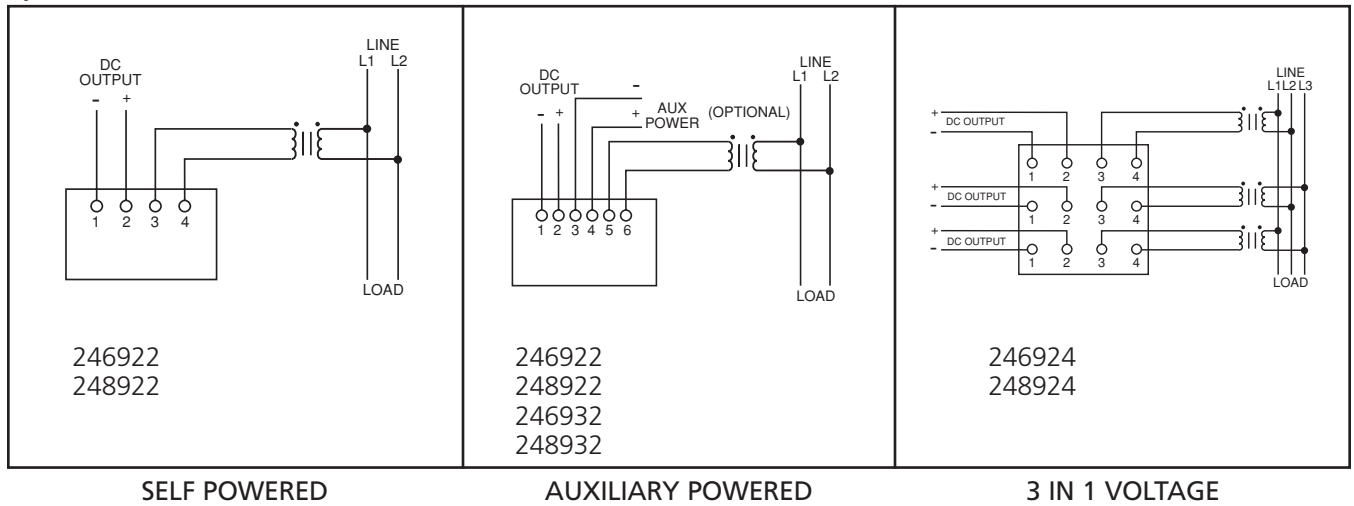 DC
OUTPUT
- +
LINE
L1 L2
1 2 3 4
LOAD
246922
248922
SELF POWERED
DC
OUTPUT
- +
-
+ AUX
POWER
(OPTIONAL)
LINE
L1 L2
1 2 3 4 5 6
LOAD
246922
248922
246932
248932
AUXILIARY POWERED
LINE
L1L2L3
+
DC OUTPUT
-
1 2 3 4
+
DC OUTPUT
-
1 2 3 4
+
DC OUTPUT
-
1 2 3 4
LOAD
246924
248924
3 IN 1 VOLTAGE